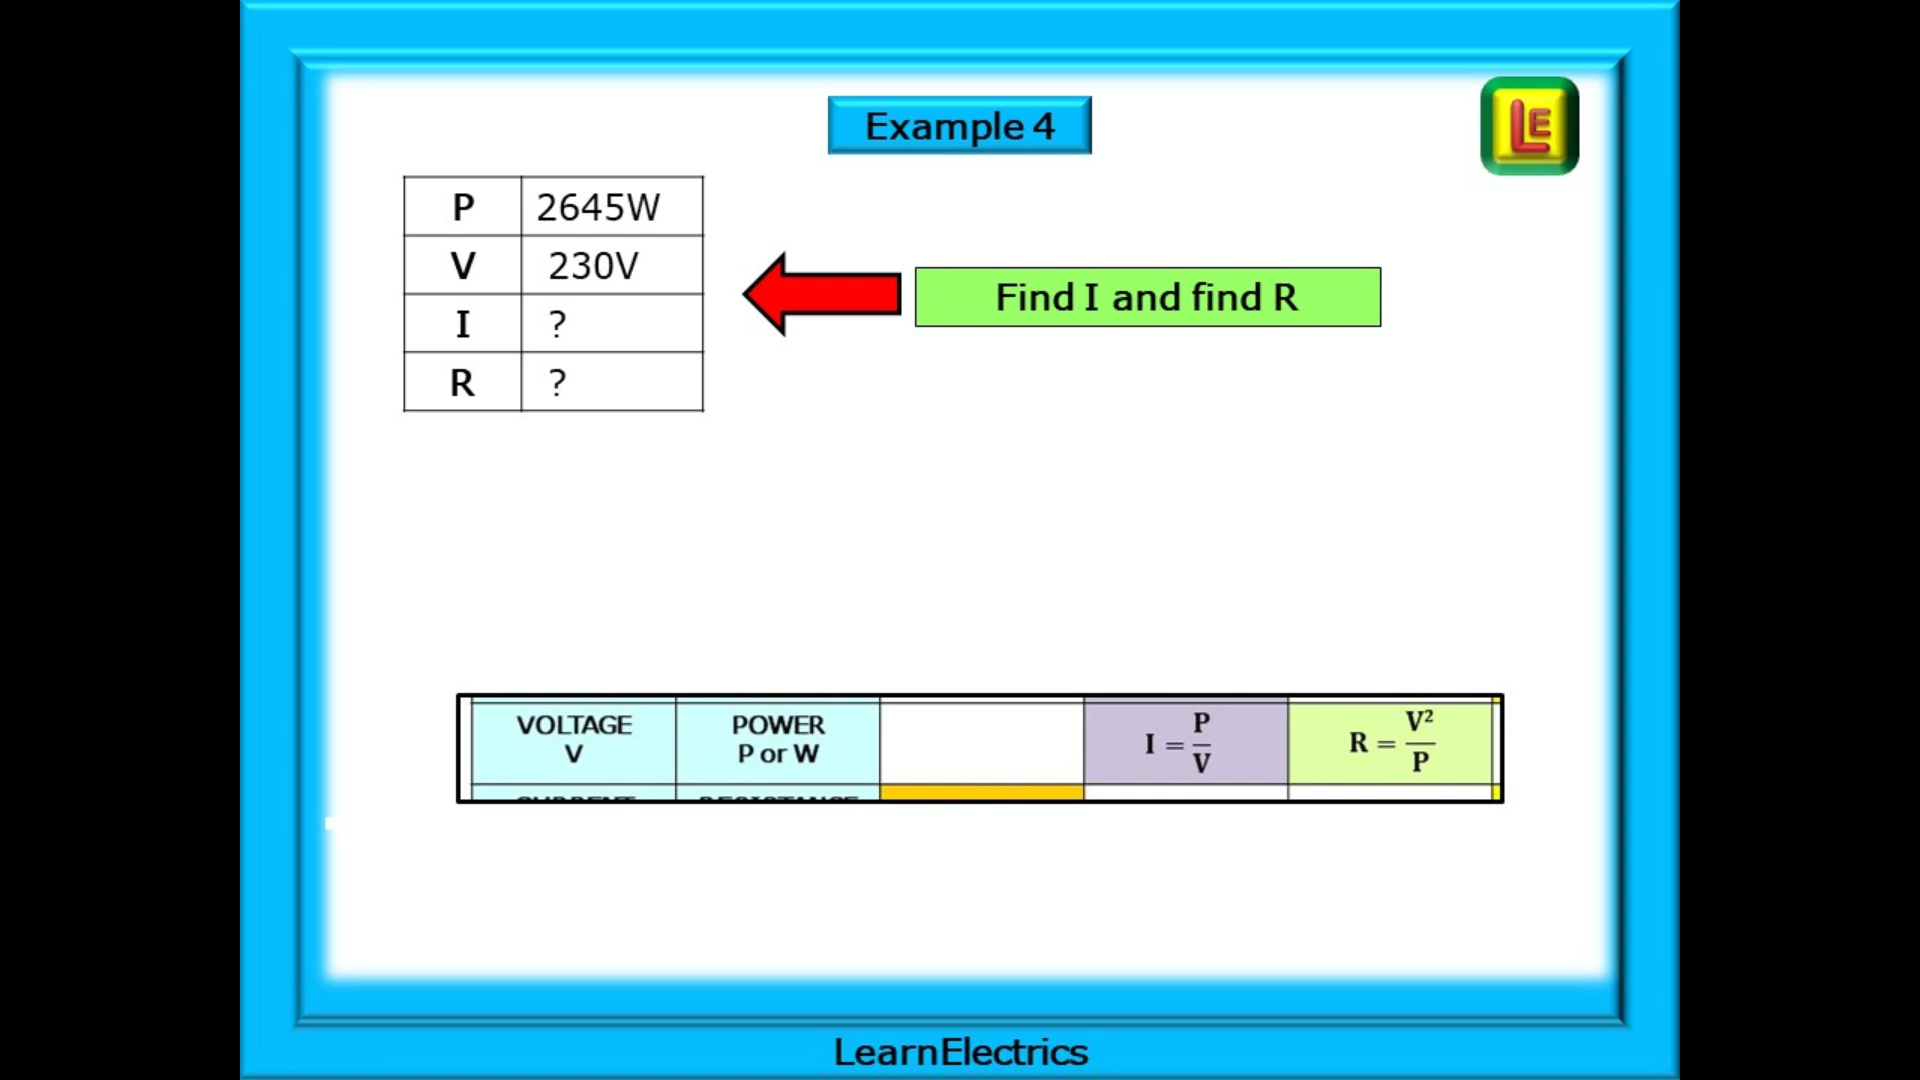 Example 4
LE
P 2645W
V 230V
I ?
R ?
Find I and find R
VOLTAGE V
POWER P or W
I = P/V
R = V²/P
LearnElectrics